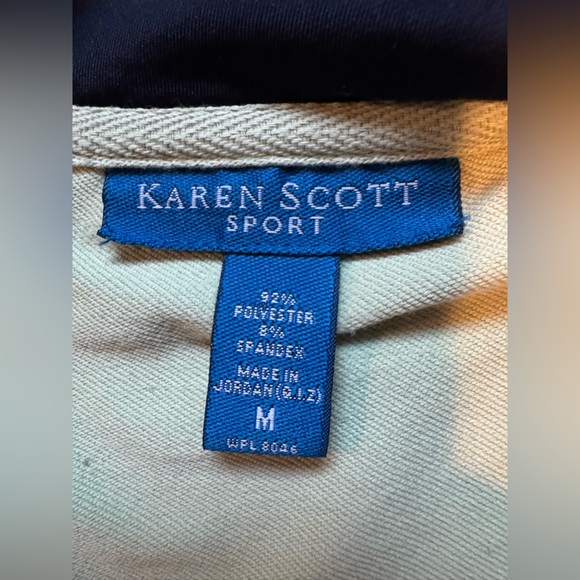 KAREN SCOTT
SPORT
92%
POLYESTER
8%
SPANDEX
MADE IN
JORDAN(Q.I.Z)
M
WPL 8046